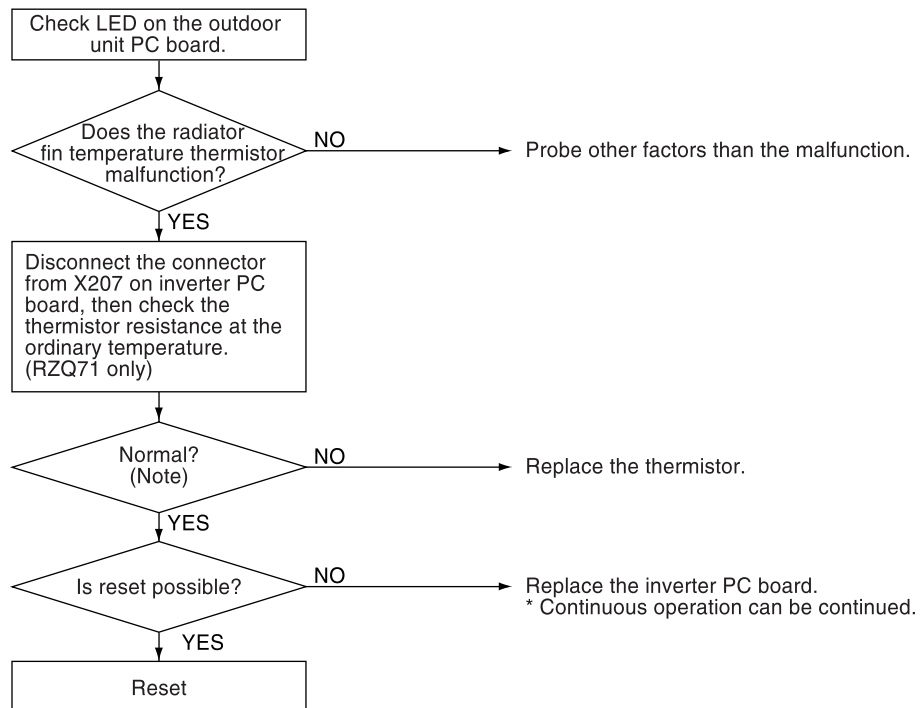 Check LED on the outdoor
unit PC board.
Does the radiator
fin temperature thermistor
malfunction?
NO
Probe other factors than the malfunction.
YES
Disconnect the connector
from X207 on inverter PC
board, then check the
thermistor resistance at the
ordinary temperature.
(RZQ71 only)
Normal?
(Note)
NO
Replace the thermistor.
YES
Is reset possible?
NO
Replace the inverter PC board.
* Continuous operation can be continued.
YES
Reset